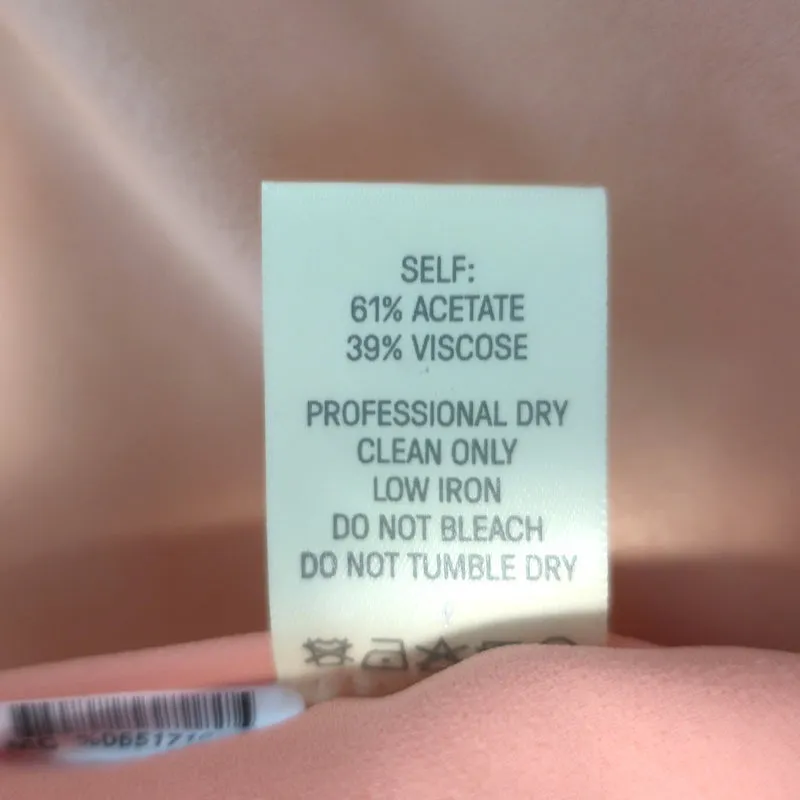 SELF:
61% ACETATE
39% VISCOSE
PROFESSIONAL DRY
CLEAN ONLY
LOW IRON
DO NOT BLEACH
DO NOT TUMBLE DRY